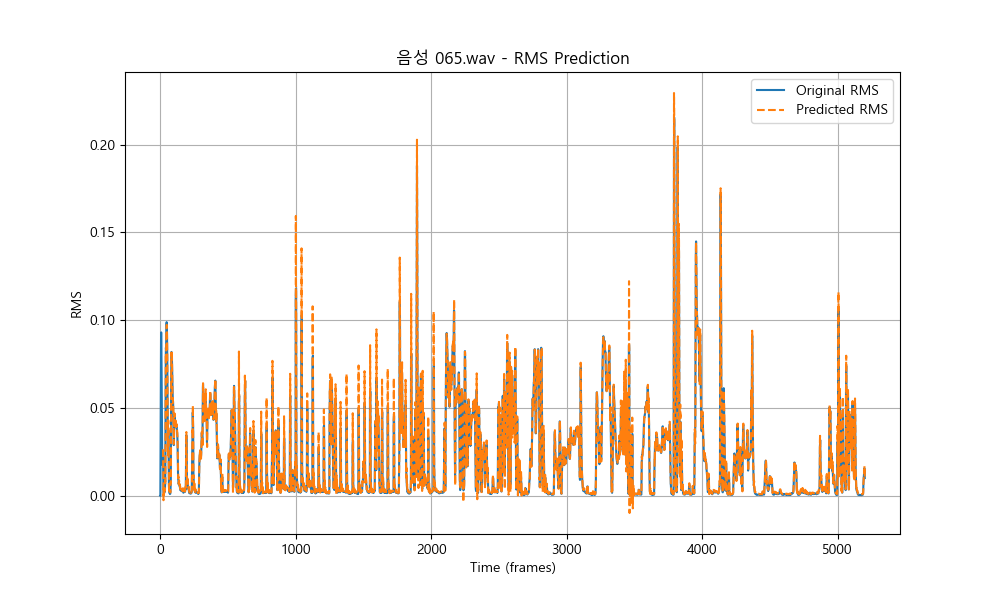 음성 065.wav - RMS Prediction
Original RMS
Predicted RMS
0.20
0.15
0.10
0.05
0.00
RMS
0 1000 2000 3000 4000 5000
Time (frames)